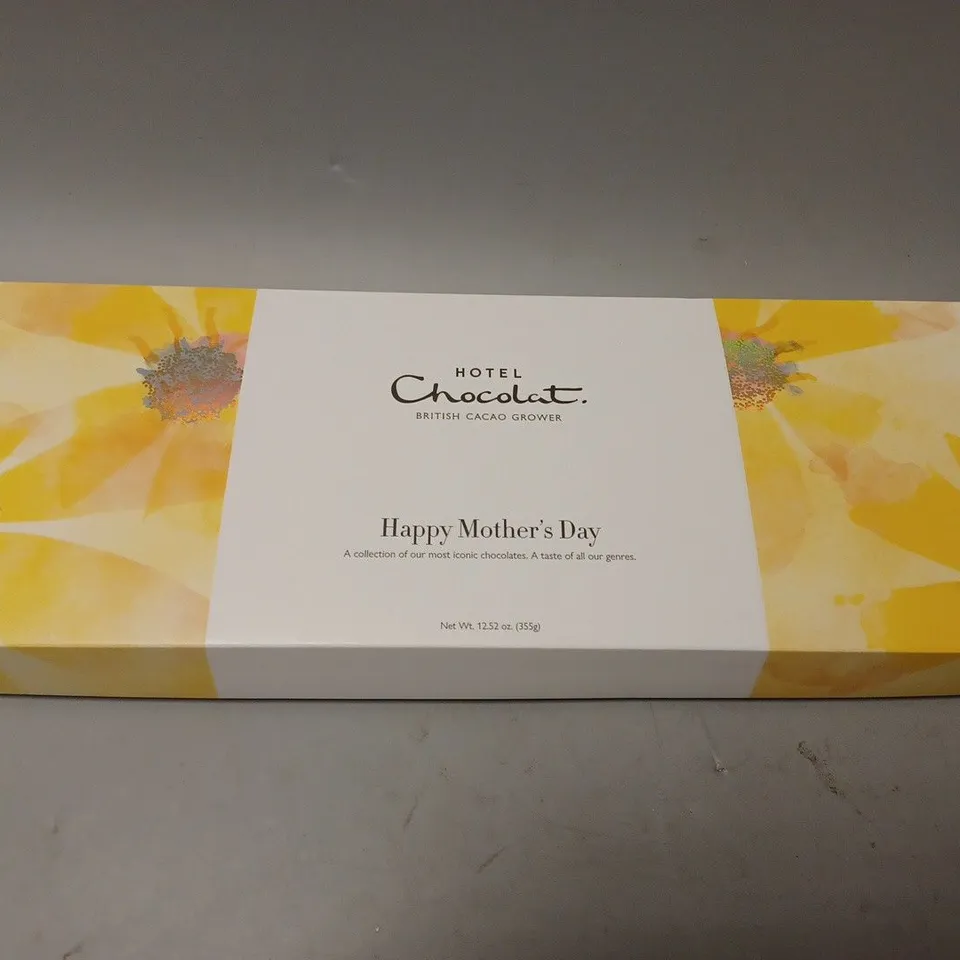 HOTEL
Chocolat.
BRITISH CACAO GROWER
Happy Mother's Day
A collection of our most iconic chocolates. A taste of all our genres.
Net Wt. 12.52 oz. (355g)